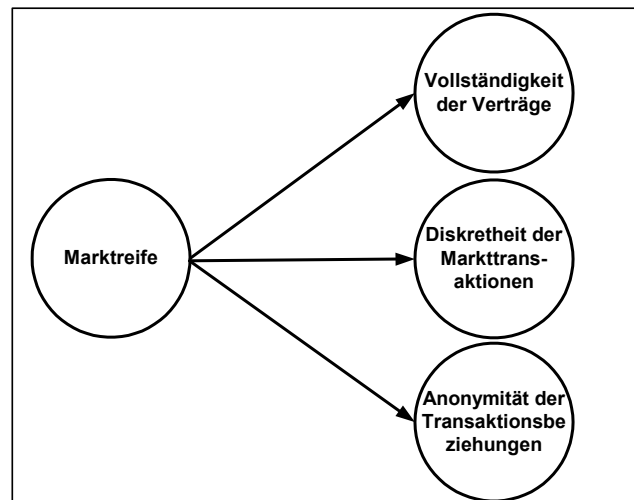 Marktreife
Vollständigkeit
der Verträge
Diskretheit der
Markttrans-
aktionen
Anonymität der
Transaktionsbe
ziehungen